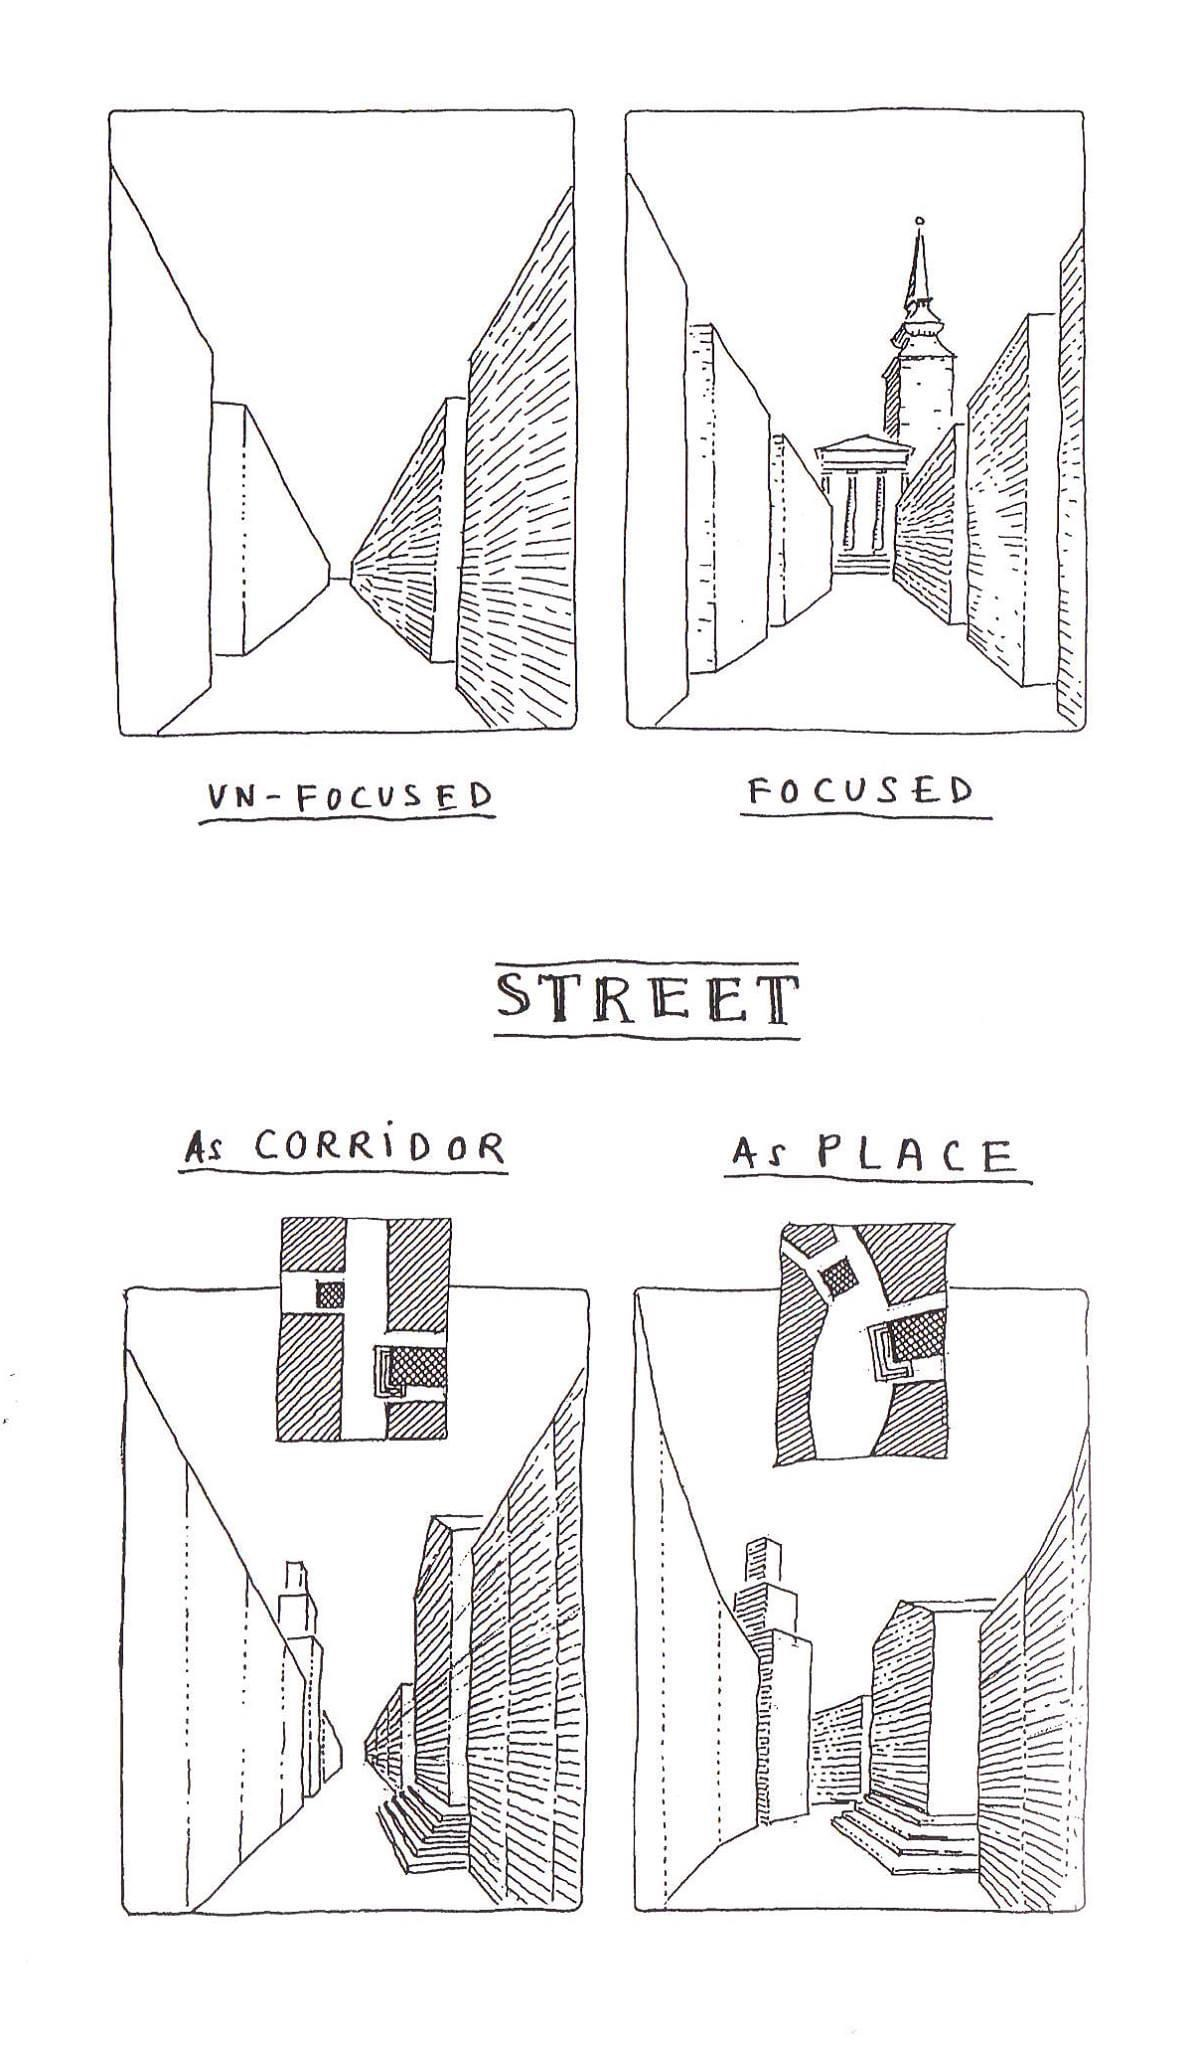 VN-FOCUSED
FOCUSED
STREET
As CORRiDOR
As PLACE